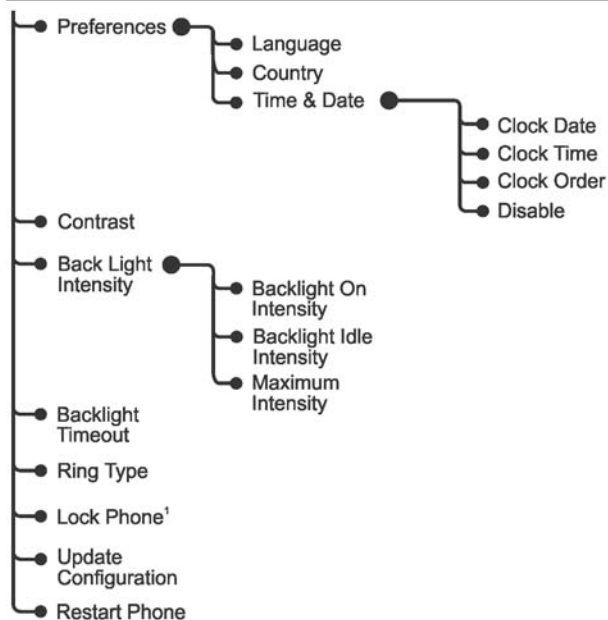 Preferences
Language
Country
Time & Date
Clock Date
Clock Time
Clock Order
Disable
Contrast
Back Light
Intensity
Backlight On
Intensity
Backlight Idle
Intensity
Maximum
Intensity
Backlight
Timeout
Ring Type
Lock Phone¹
Update
Configuration
Restart Phone